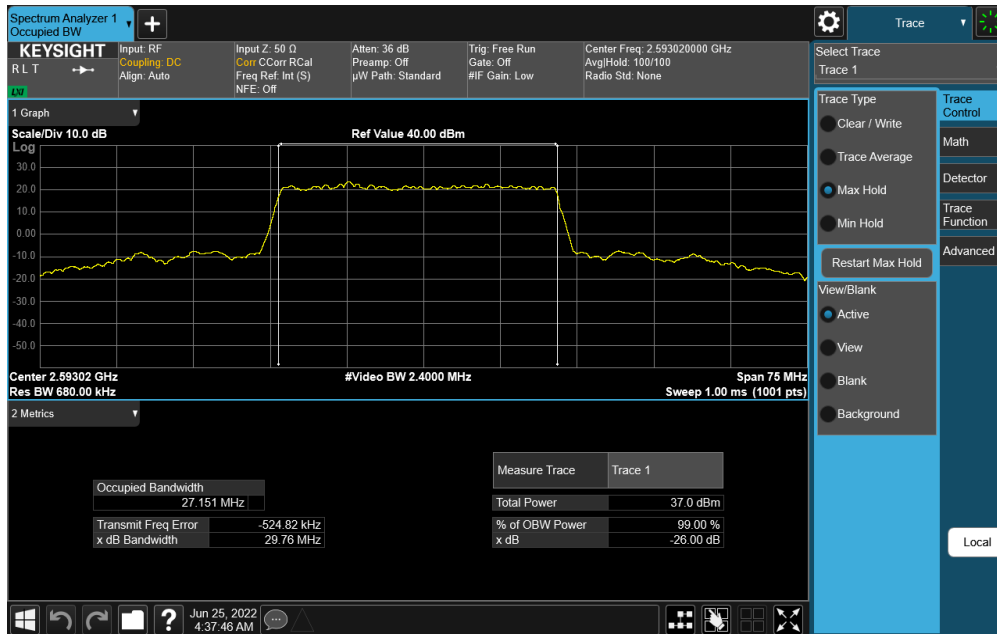 Spectrum Analyzer 1
Occupied BW
Trace
KEYSIGHT
R L T
LXI
Input: RF
Coupling: DC
Align: Auto
Input Z: 50 Ω
Corr CCorr RCal
Freq Ref: Int (S)
NFE: Off
Atten: 36 dB
Preamp: Off
µW Path: Standard
Trig: Free Run
Gate: Off
#IF Gain: Low
Center Freq: 2.593020000 GHz
Avg|Hold: 100/100
Radio Std: None
1 Graph
Scale/Div 10.0 dB
Ref Value 40.00 dBm
Log
30.0
20.0
10.0
0.00
-10.0
-20.0
-30.0
-40.0
-50.0
Center 2.59302 GHz
#Video BW 2.4000 MHz
Span 75 MHz
Res BW 680.00 kHz
Sweep 1.00 ms (1001 pts)
2 Metrics
Occupied Bandwidth
27.151 MHz
Transmit Freq Error -524.82 kHz
x dB Bandwidth 29.76 MHz
Measure Trace Trace 1
Total Power 37.0 dBm
% of OBW Power 99.00 %
x dB -26.00 dB
Select Trace
Trace 1
Trace Type
Clear / Write
Trace Average
Max Hold
Min Hold
Restart Max Hold
View/Blank
Active
View
Blank
Background
Trace
Control
Math
Detector
Trace
Function
Advanced
Local
?
Jun 25, 2022
4:37:46 AM